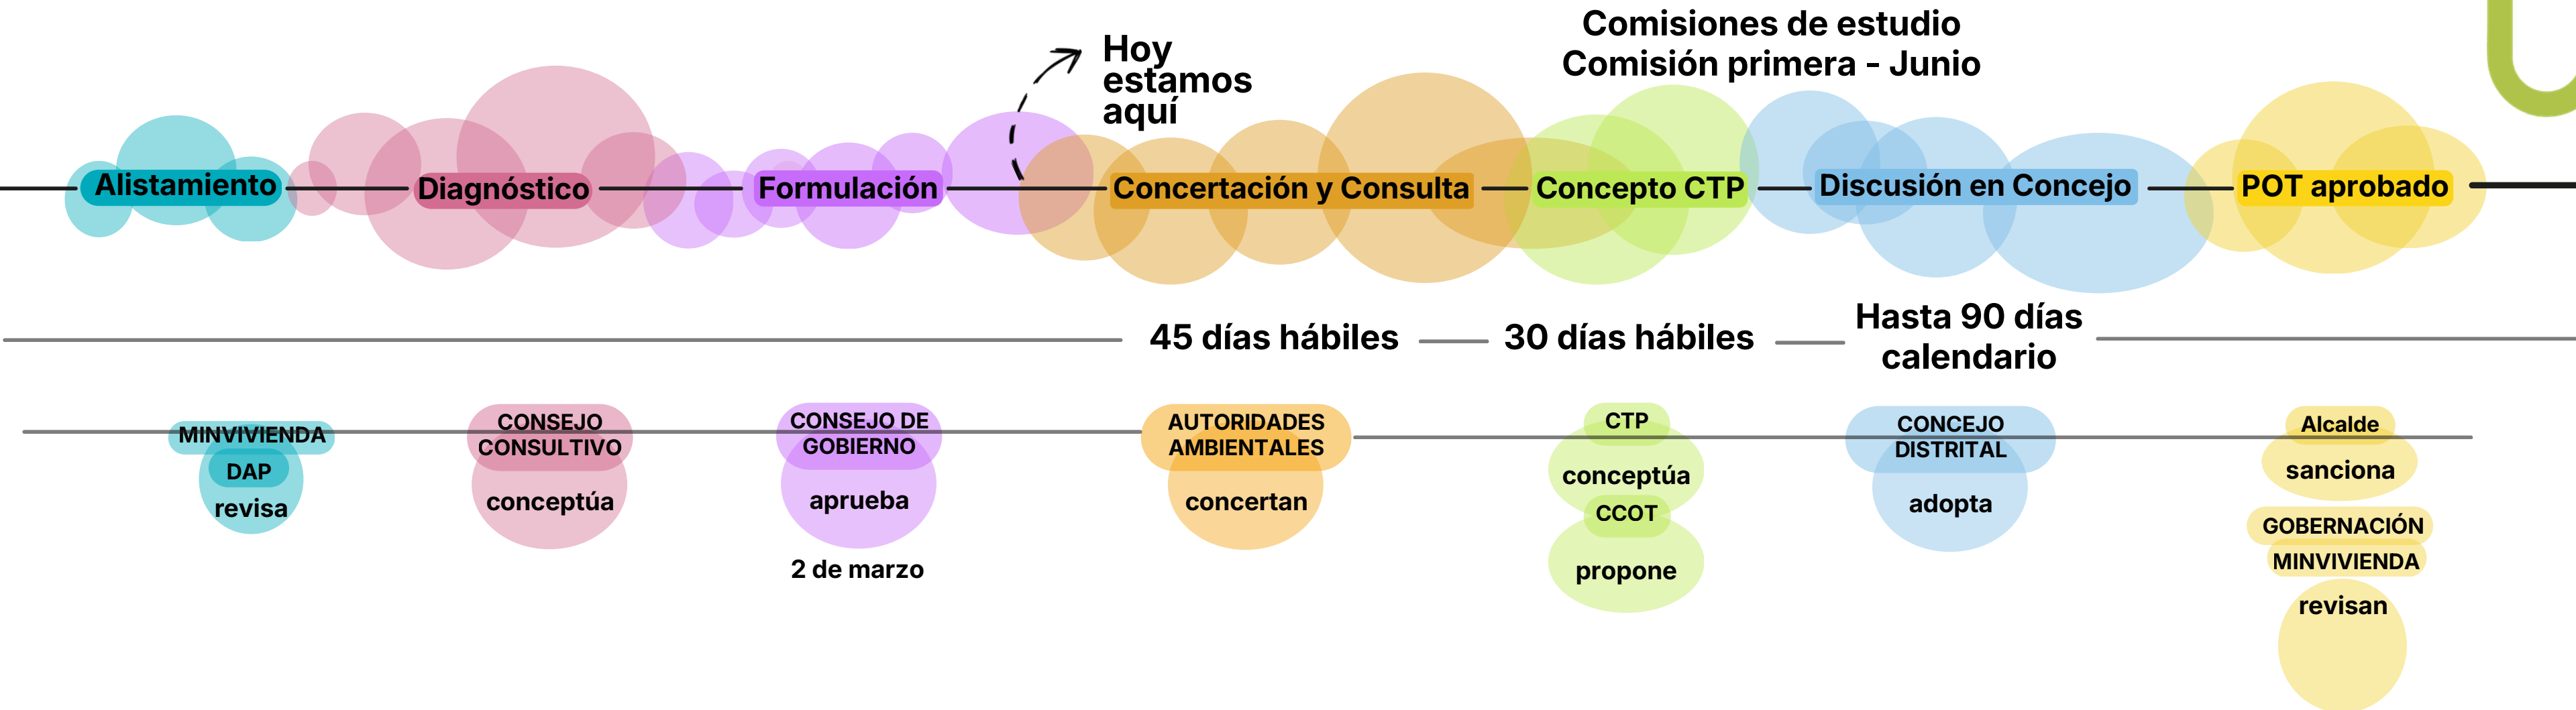 Comisiones de estudio
Comisión primera - Junio
Hoy
estamos
aquí
Alistamiento
Diagnóstico
Formulación
Concertación y Consulta
Concepto CTP
Discusión en Concejo
POT aprobado
45 días hábiles
30 días hábiles
Hasta 90 días
calendario
MINVIVIENDA
DAP
revisa
CONSEJO
CONSULTIVO
conceptúa
CONSEJO DE
GOBIERNO
aprueba
2 de marzo
AUTORIDADES
AMBIENTALES
concertan
CTP
conceptúa
CCOT
propone
CONCEJO
DISTRITAL
adopta
Alcalde
sanciona
GOBERNACIÓN
MINVIVIENDA
revisan